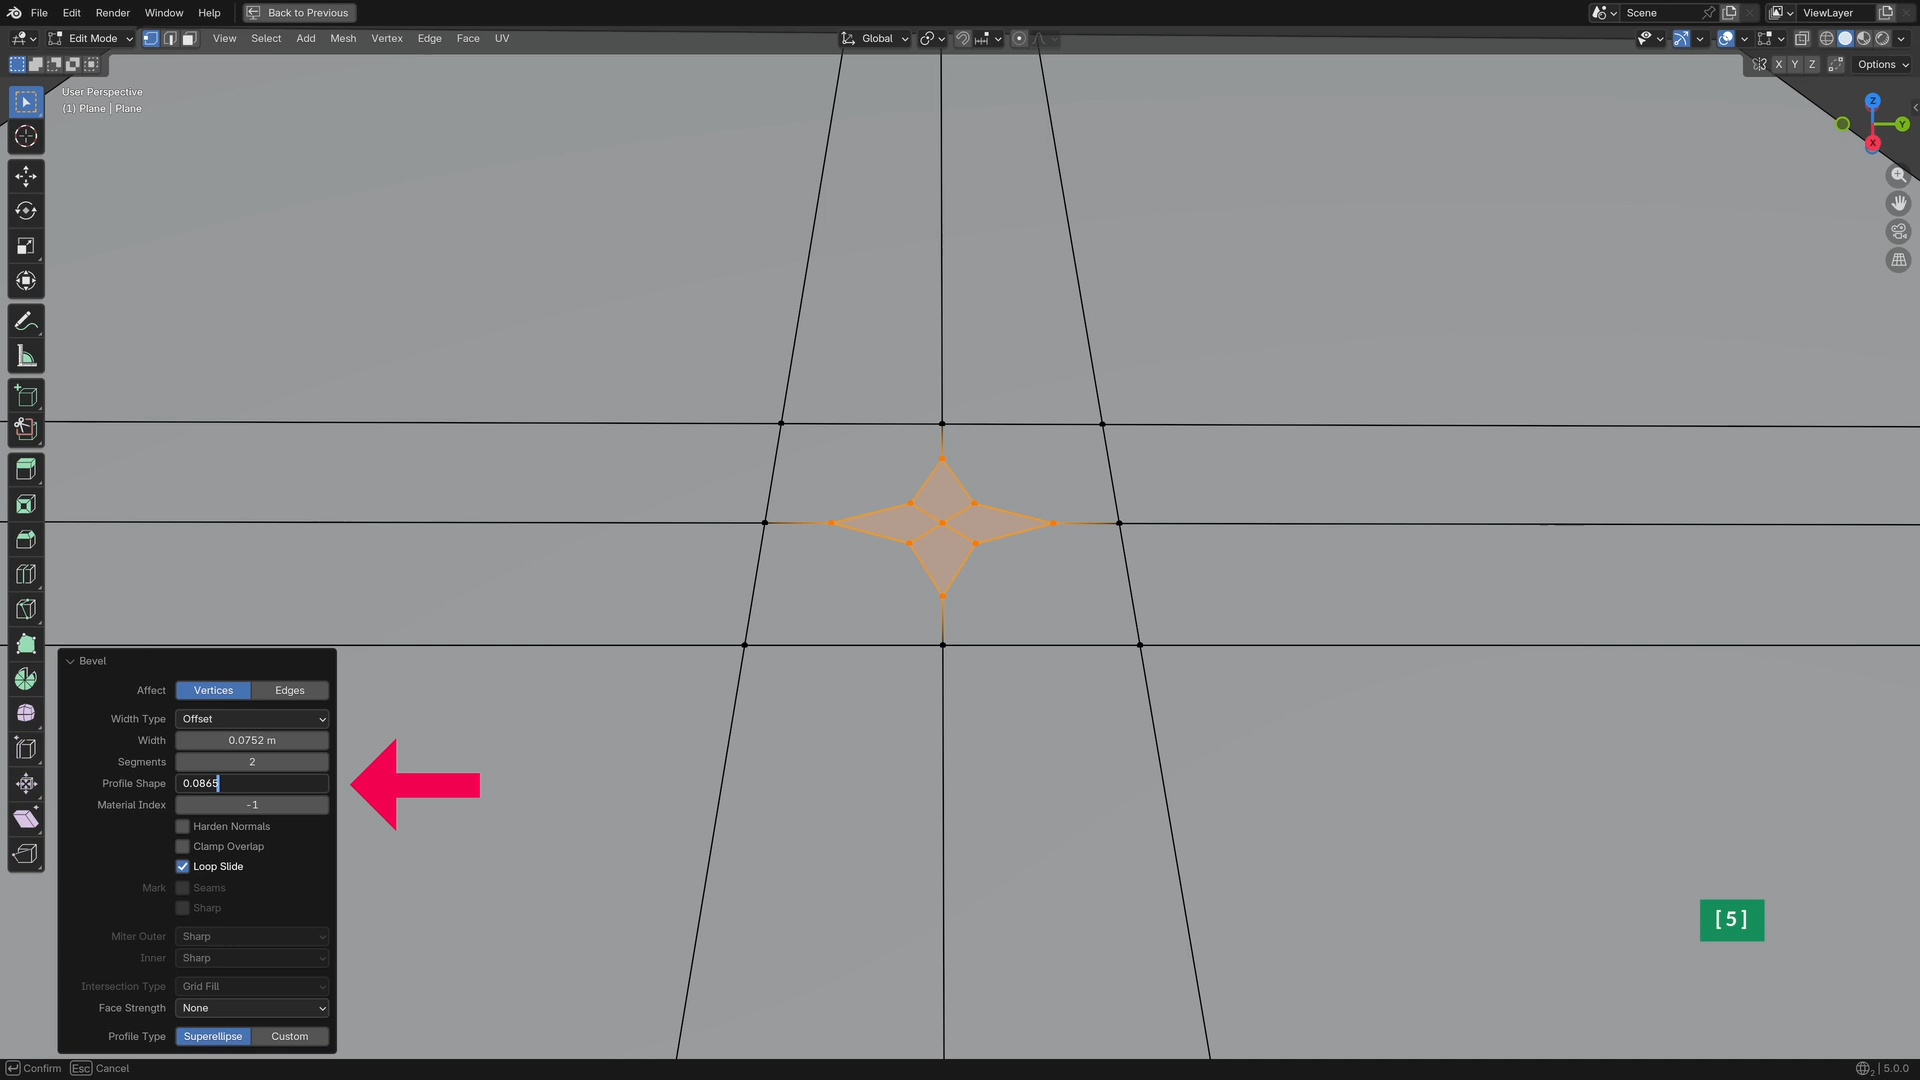 File Edit Render Window Help Back to Previous Scene ViewLayer
Edit Mode View Select Add Mesh Vertex Edge Face UV Global
X Y Z Options
User Perspective
(1) Plane | Plane
Z
Y
X
Bevel
Affect Vertices Edges
Width Type Offset
Width 0.0752 m
Segments 2
Profile Shape 0.0865
Material Index -1
Harden Normals
Clamp Overlap
Loop Slide
Mark Seams
Sharp
Miter Outer Sharp
Inner Sharp
Intersection Type Grid Fill
Face Strength None
Profile Type Superellipse Custom
[5]
Confirm Esc Cancel 2 | 5.0.0